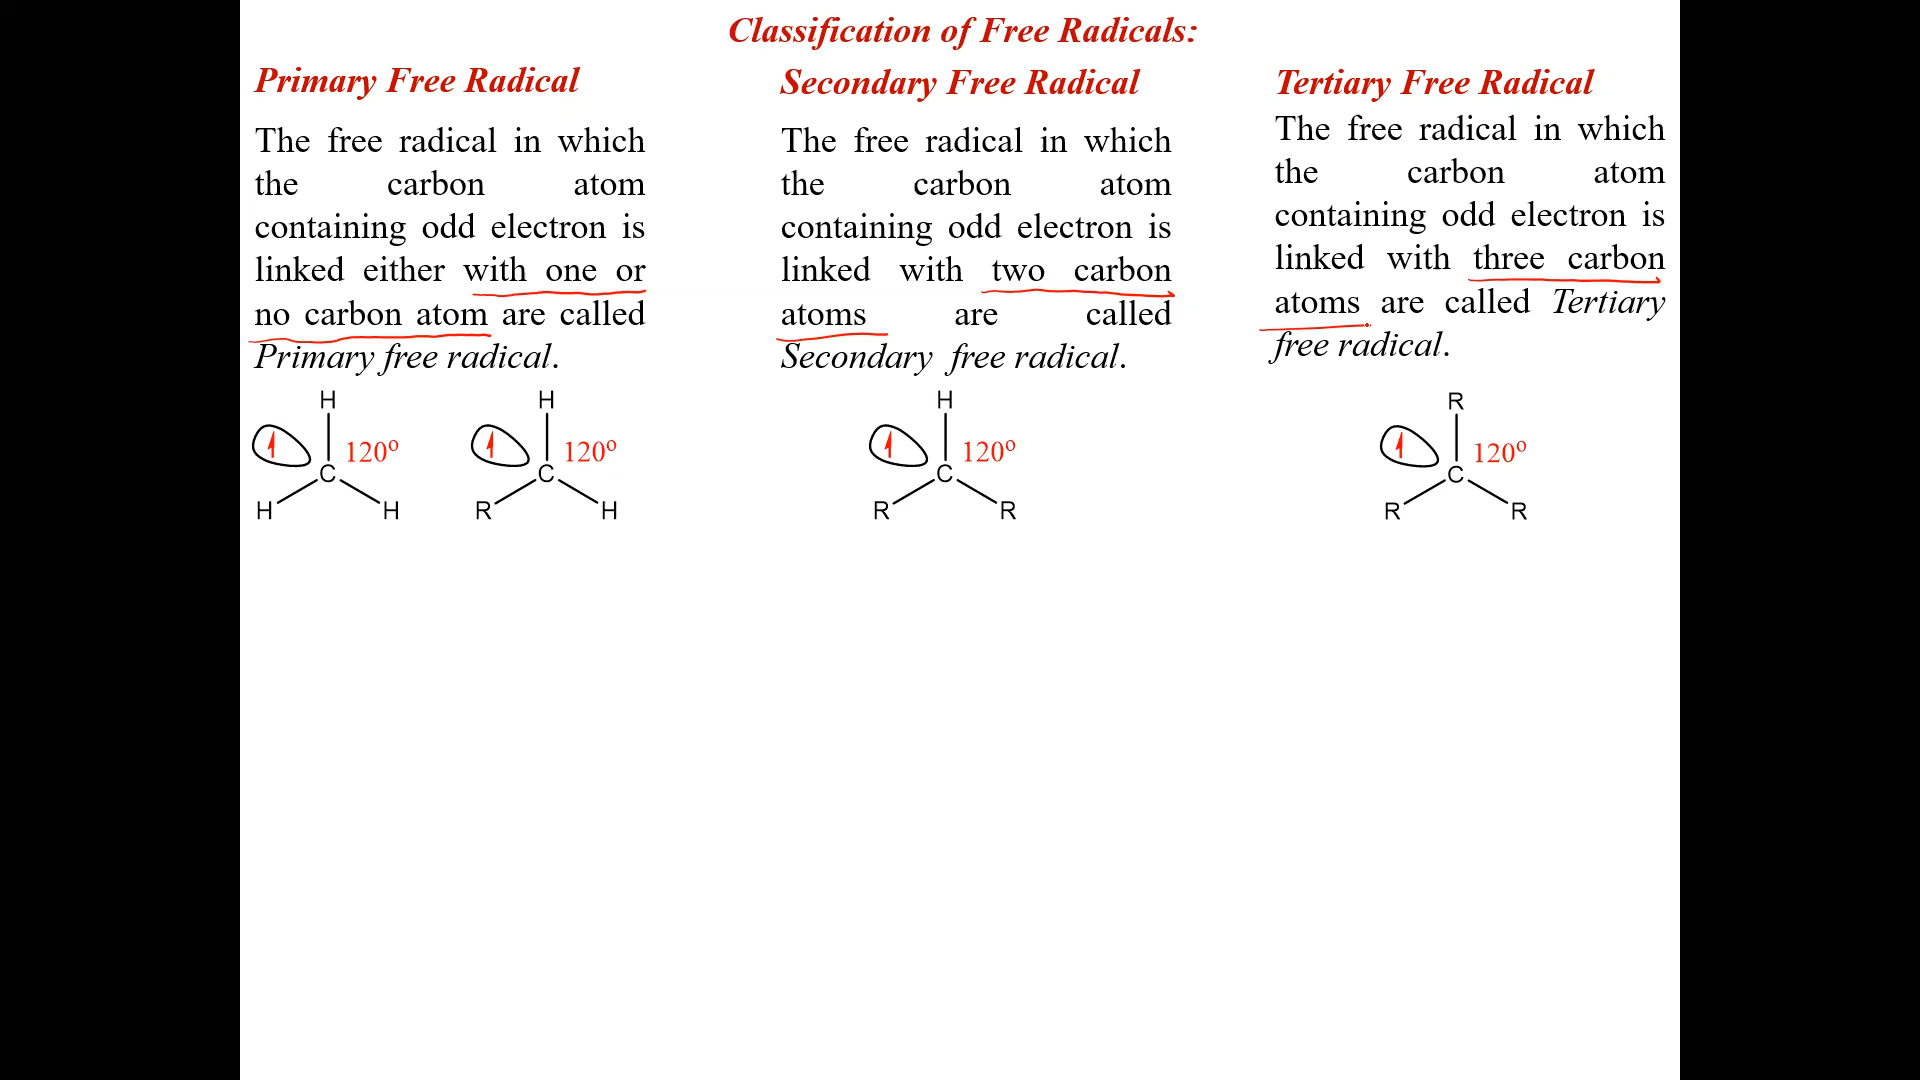 Classification of Free Radicals:
Primary Free Radical
The free radical in which
the carbon atom
containing odd electron is
linked either with one or
no carbon atom are called
Primary free radical.
H
120º
C
H H
H
120º
C
R H
Secondary Free Radical
The free radical in which
the carbon atom
containing odd electron is
linked with two carbon
atoms are called
Secondary free radical.
H
120º
C
R R
Tertiary Free Radical
The free radical in which
the carbon atom
containing odd electron is
linked with three carbon
atoms are called Tertiary
free radical.
R
120º
C
R R